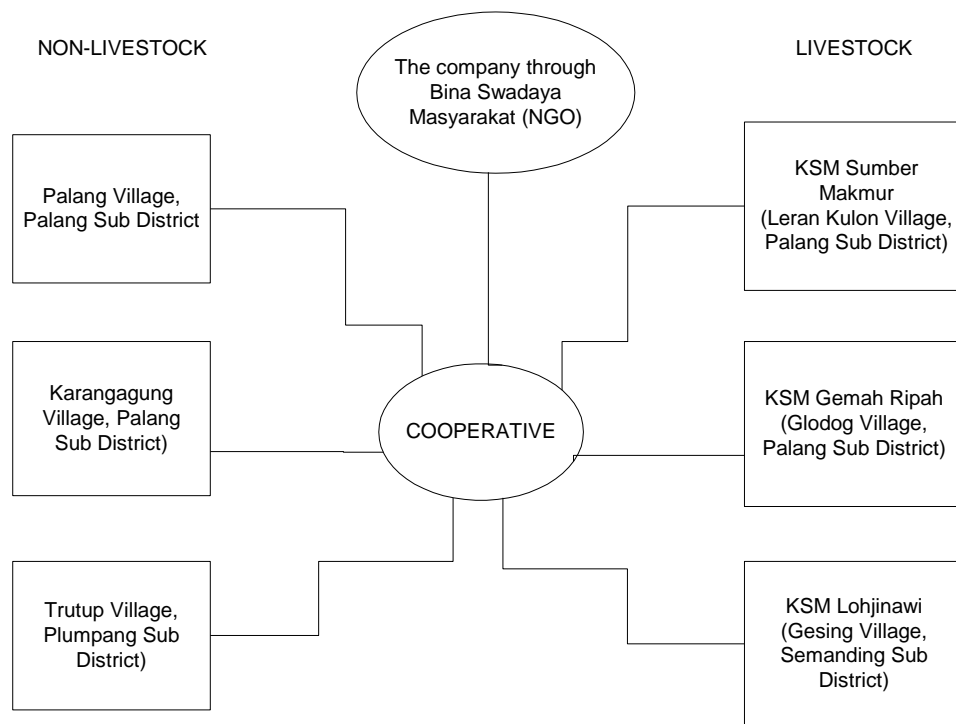 NON-LIVESTOCK
LIVESTOCK
The company through
Bina Swadaya
Masyarakat (NGO)
Palang Village,
Palang Sub District
KSM Sumber
Makmur
(Leran Kulon Village,
Palang Sub District)
Karangagung
Village, Palang
Sub District)
COOPERATIVE
KSM Gemah Ripah
(Glodog Village,
Palang Sub District)
Trutup Village,
Plumpang Sub
District)
KSM Lohjinawi
(Gesing Village,
Semanding Sub
District)